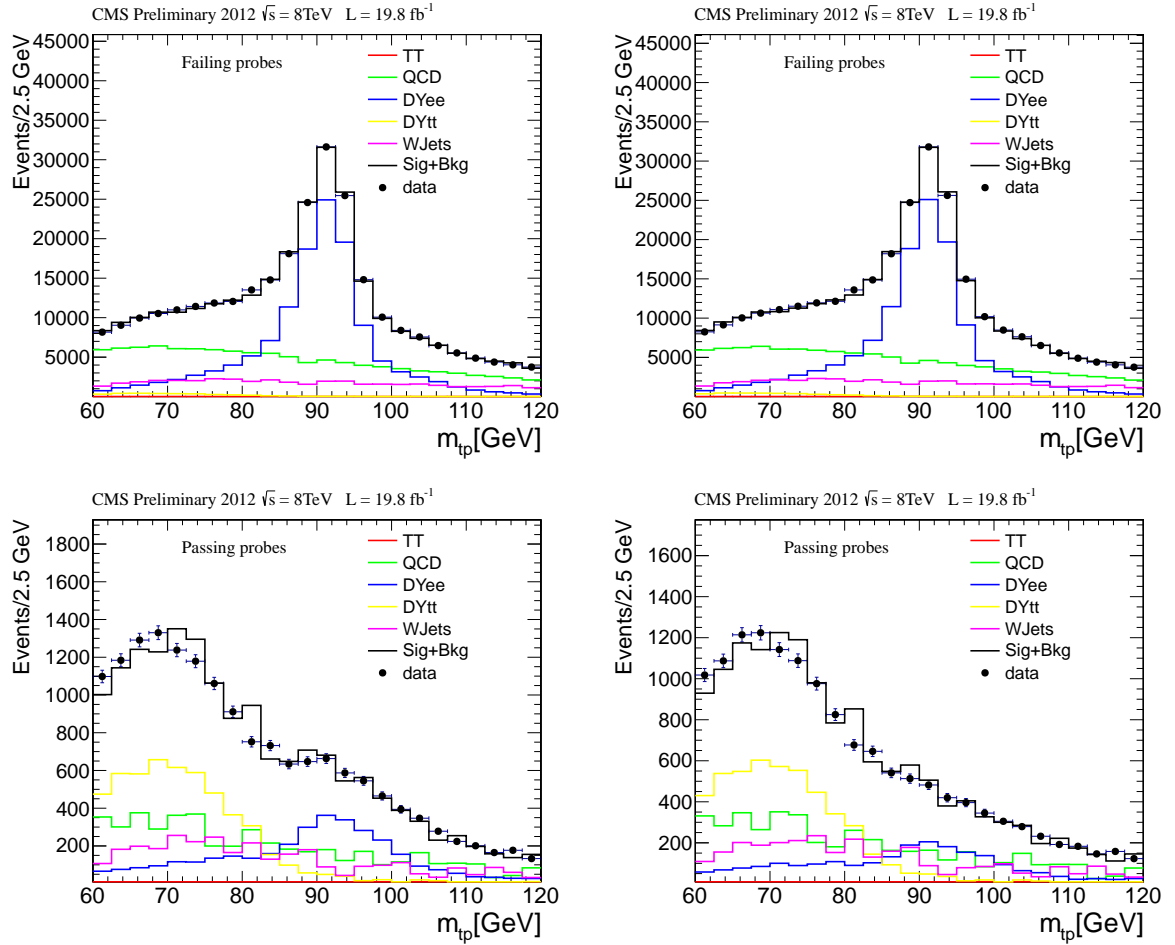 CMS Preliminary 2012 √s = 8TeV L = 19.8 fb⁻¹
Events/2.5 GeV
45000
40000
35000
30000
25000
20000
15000
10000
5000
Failing probes
TT
QCD
DYee
DYtt
WJets
Sig+Bkg
data
60 70 80 90 100 110 120
m_tp[GeV]
CMS Preliminary 2012 √s = 8TeV L = 19.8 fb⁻¹
Events/2.5 GeV
45000
40000
35000
30000
25000
20000
15000
10000
5000
Failing probes
TT
QCD
DYee
DYtt
WJets
Sig+Bkg
data
60 70 80 90 100 110 120
m_tp[GeV]
CMS Preliminary 2012 √s = 8TeV L = 19.8 fb⁻¹
Events/2.5 GeV
1800
1600
1400
1200
1000
800
600
400
200
Passing probes
TT
QCD
DYee
DYtt
WJets
Sig+Bkg
data
60 70 80 90 100 110 120
m_tp[GeV]
CMS Preliminary 2012 √s = 8TeV L = 19.8 fb⁻¹
Events/2.5 GeV
1600
1400
1200
1000
800
600
400
200
Passing probes
TT
QCD
DYee
DYtt
WJets
Sig+Bkg
data
60 70 80 90 100 110 120
m_tp[GeV]